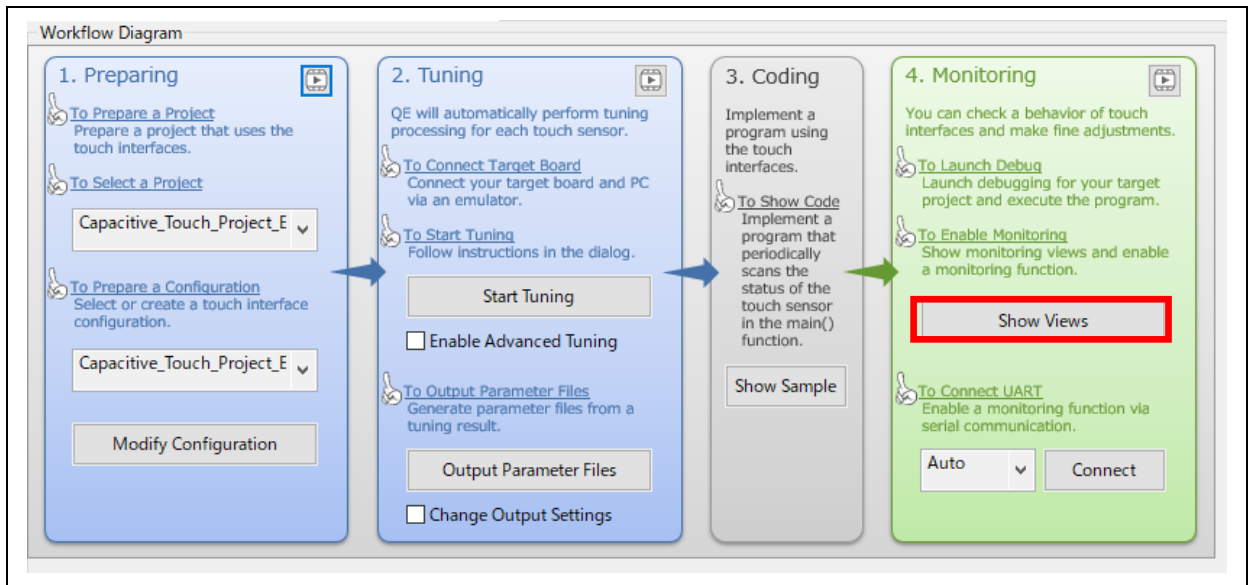 Workflow Diagram
1. Preparing
To Prepare a Project
Prepare a project that uses the
touch interfaces.
To Select a Project
Capacitive_Touch_Project_E
To Prepare a Configuration
Select or create a touch interface
configuration.
Capacitive_Touch_Project_E
Modify Configuration
2. Tuning
QE will automatically perform tuning
processing for each touch sensor.
To Connect Target Board
Connect your target board and PC
via an emulator.
To Start Tuning
Follow instructions in the dialog.
Start Tuning
Enable Advanced Tuning
To Output Parameter Files
Generate parameter files from a
tuning result.
Output Parameter Files
Change Output Settings
3. Coding
Implement a
program using
the touch
interfaces.
To Show Code
Implement a
program that
periodically
scans the
status of the
touch sensor
in the main()
function.
Show Sample
4. Monitoring
You can check a behavior of touch
interfaces and make fine adjustments.
To Launch Debug
Launch debugging for your target
project and execute the program.
To Enable Monitoring
Show monitoring views and enable
a monitoring function.
Show Views
To Connect UART
Enable a monitoring function via
serial communication.
Auto
Connect